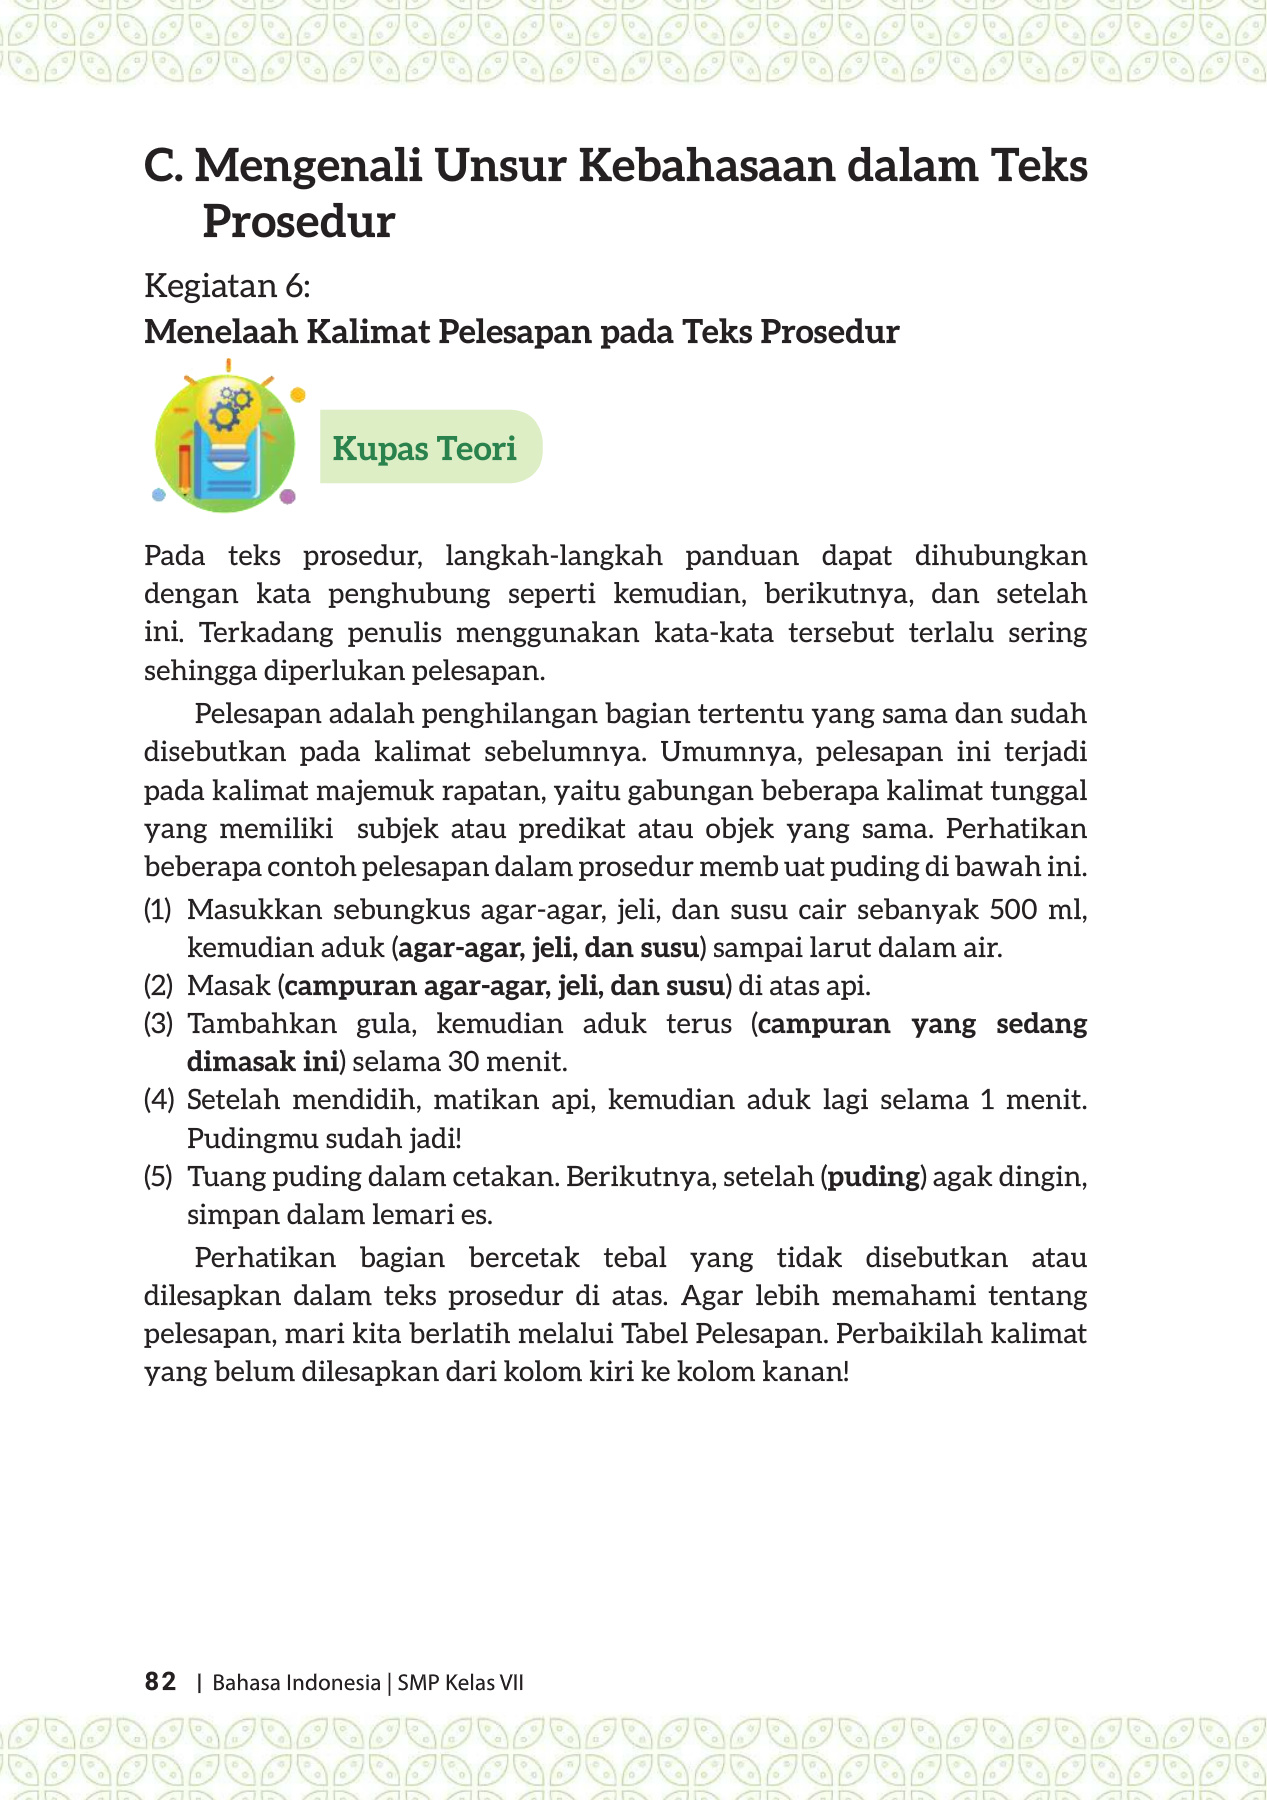 C. Mengenali Unsur Kebahasaan dalam Teks
Prosedur
Kegiatan 6:
Menelaah Kalimat Pelesapan pada Teks Prosedur
Kupas Teori
Pada teks prosedur, langkah-langkah panduan dapat dihubungkan
dengan kata penghubung seperti kemudian, berikutnya, dan setelah
ini. Terkadang penulis menggunakan kata-kata tersebut terlalu sering
sehingga diperlukan pelesapan.
Pelesapan adalah penghilangan bagian tertentu yang sama dan sudah
disebutkan pada kalimat sebelumnya. Umumnya, pelesapan ini terjadi
pada kalimat majemuk rapatan, yaitu gabungan beberapa kalimat tunggal
yang memiliki  subjek atau predikat atau objek yang sama. Perhatikan
beberapa contoh pelesapan dalam prosedur memb uat puding di bawah ini.
(1) Masukkan sebungkus agar-agar, jeli, dan susu cair sebanyak 500 ml,
kemudian aduk (agar-agar, jeli, dan susu) sampai larut dalam air.
(2) Masak (campuran agar-agar, jeli, dan susu) di atas api.
(3) Tambahkan gula, kemudian aduk terus (campuran yang sedang
dimasak ini) selama 30 menit.
(4) Setelah mendidih, matikan api, kemudian aduk lagi selama 1 menit.
Pudingmu sudah jadi!
(5) Tuang puding dalam cetakan. Berikutnya, setelah (puding) agak dingin,
simpan dalam lemari es.
Perhatikan bagian bercetak tebal yang tidak disebutkan atau
dilesapkan dalam teks prosedur di atas. Agar lebih memahami tentang
pelesapan, mari kita berlatih melalui Tabel Pelesapan. Perbaikilah kalimat
yang belum dilesapkan dari kolom kiri ke kolom kanan!
82 | Bahasa Indonesia | SMP Kelas VII